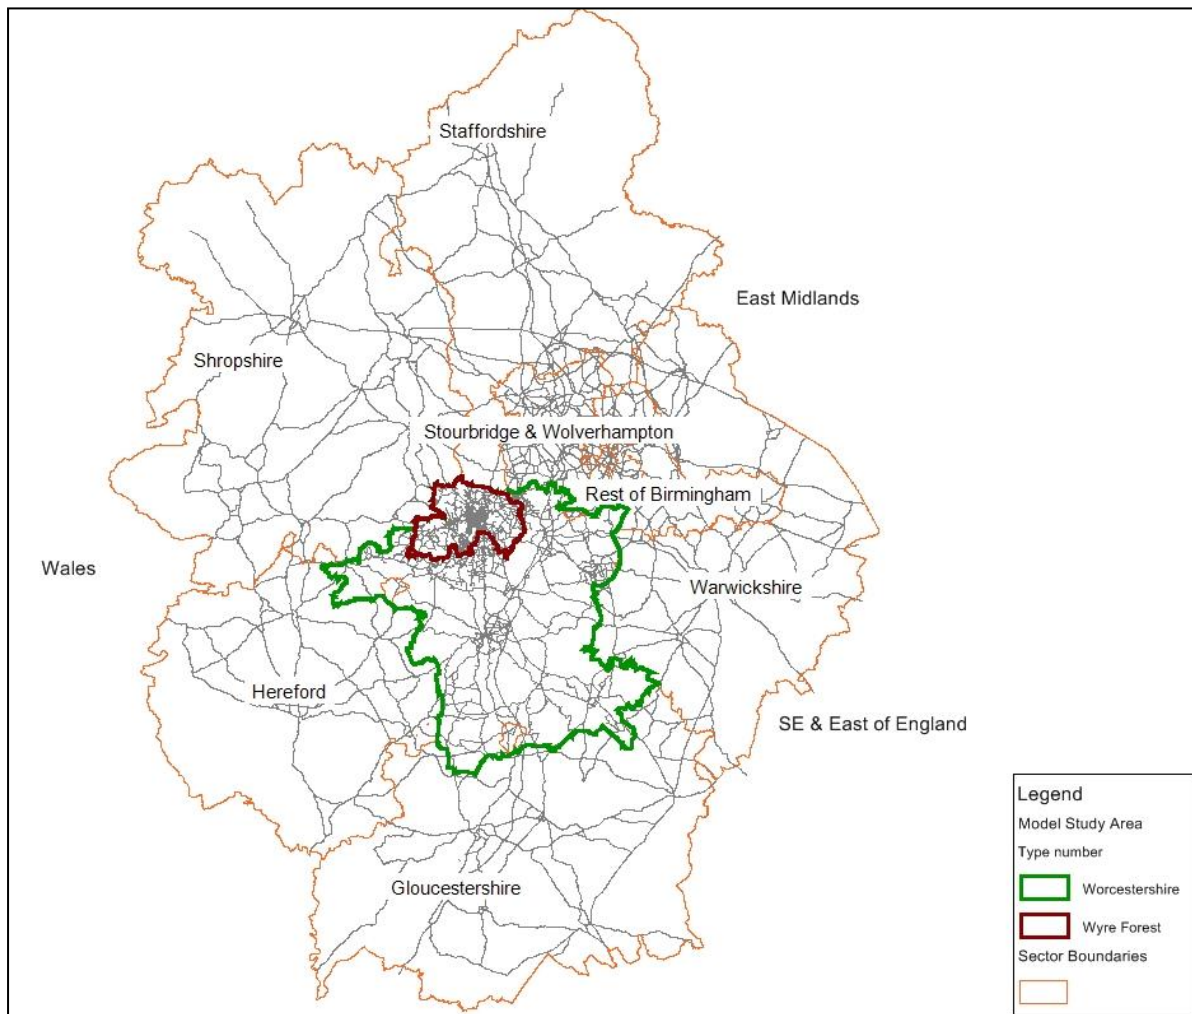 Staffordshire
East Midlands
Shropshire
Stourbridge & Wolverhampton
Rest of Birmingham
Wales
Warwickshire
Hereford
SE & East of England
Gloucestershire
Legend
Model Study Area
Type number
Worcestershire
Wyre Forest
Sector Boundaries